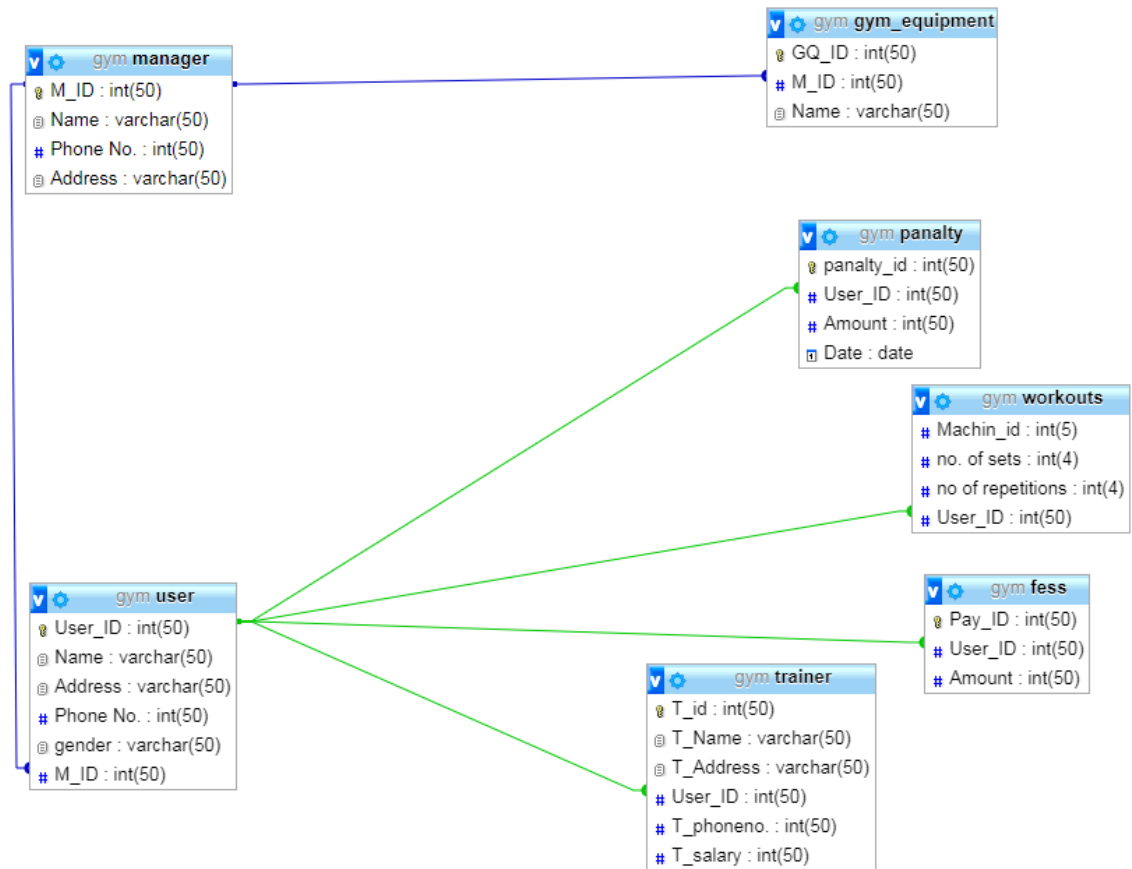 v gym manager
M_ID : int(50)
Name : varchar(50)
# Phone No. : int(50)
Address : varchar(50)
v gym gym_equipment
GQ_ID : int(50)
# M_ID : int(50)
Name : varchar(50)
v gym panalty
panalty_id : int(50)
# User_ID : int(50)
# Amount : int(50)
Date : date
v gym workouts
# Machin_id : int(5)
# no. of sets : int(4)
# no of repetitions : int(4)
# User_ID : int(50)
v gym user
User_ID : int(50)
Name : varchar(50)
Address : varchar(50)
# Phone No. : int(50)
gender : varchar(50)
# M_ID : int(50)
v gym fess
Pay_ID : int(50)
# User_ID : int(50)
# Amount : int(50)
v gym trainer
T_id : int(50)
T_Name : varchar(50)
T_Address : varchar(50)
# User_ID : int(50)
# T_phoneno. : int(50)
# T_salary : int(50)